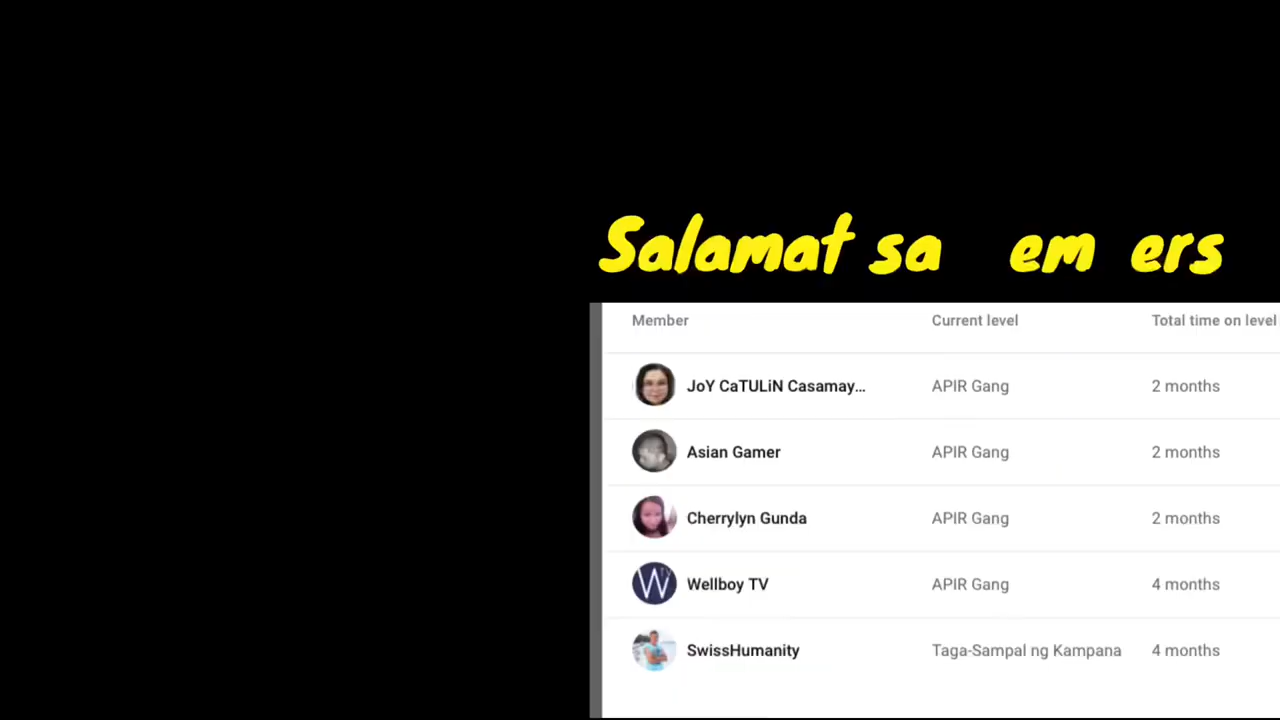 Salamat sa em ers
Member Current level Total time on level
JoY CaTULiN Casamay... APIR Gang 2 months
Asian Gamer APIR Gang 2 months
Cherrylyn Gunda APIR Gang 2 months
Wellboy TV APIR Gang 4 months
SwissHumanity Taga-Sampal ng Kampana 4 months